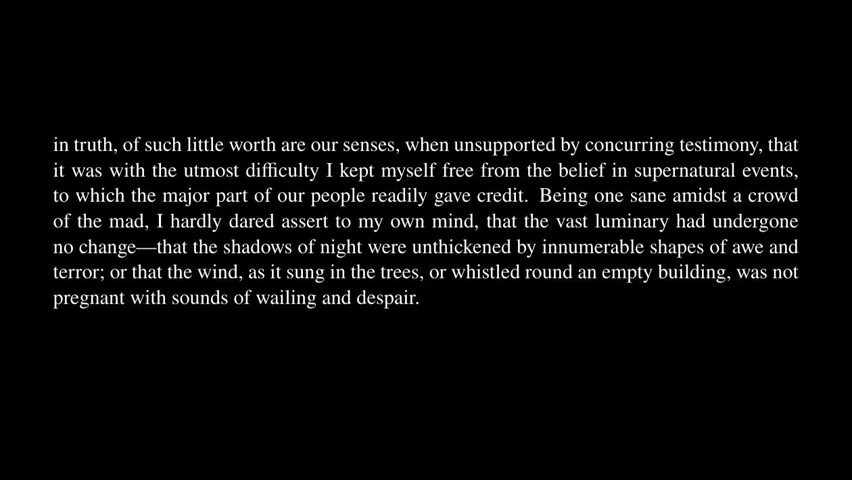 in truth, of such little worth are our senses, when unsupported by concurring testimony, that
it was with the utmost difficulty I kept myself free from the belief in supernatural events,
to which the major part of our people readily gave credit. Being one sane amidst a crowd
of the mad, I hardly dared assert to my own mind, that the vast luminary had undergone
no change—that the shadows of night were unthickened by innumerable shapes of awe and
terror; or that the wind, as it sung in the trees, or whistled round an empty building, was not
pregnant with sounds of wailing and despair.